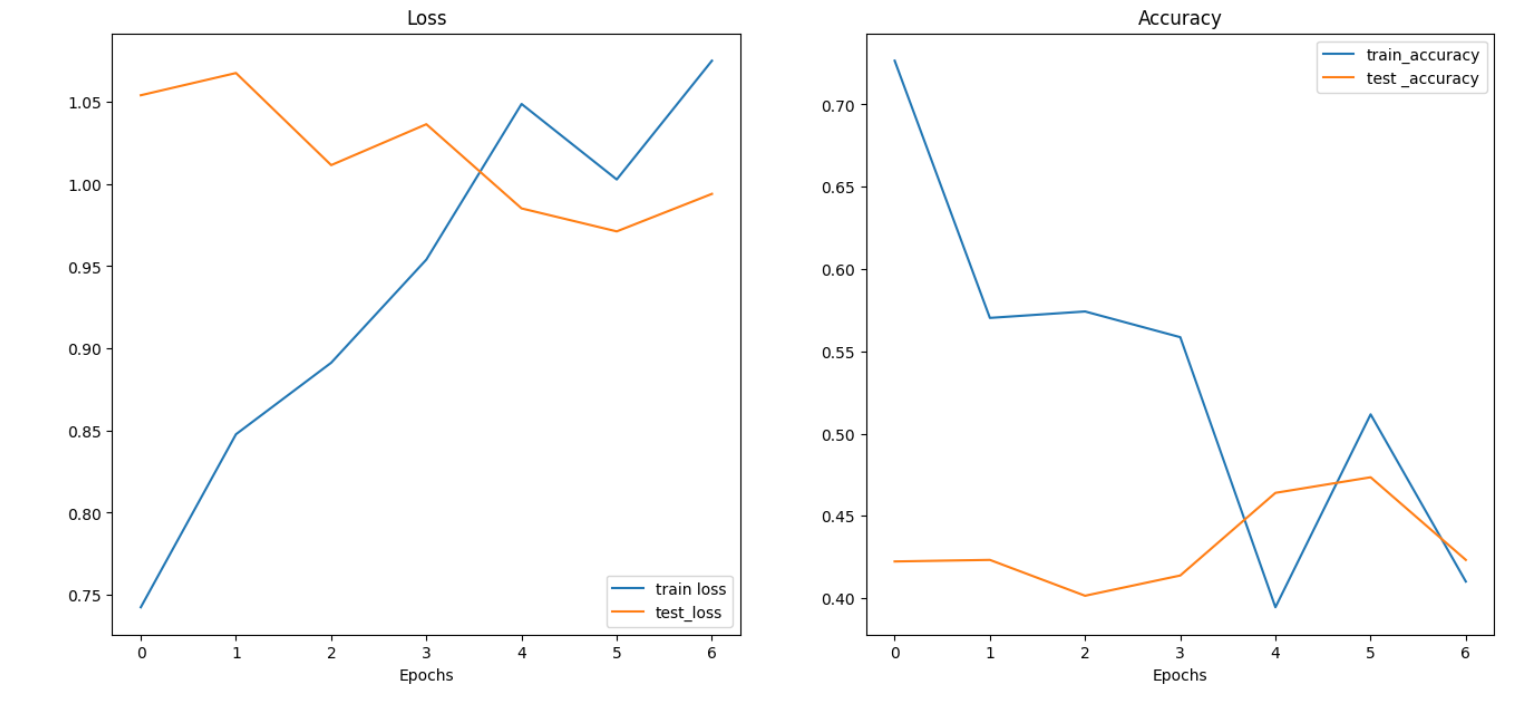 Loss
1.05
1.00
0.95
0.90
0.85
0.80
0.75
train loss
test_loss
0 1 2 3 4 5 6
Epochs
Accuracy
train_accuracy
test _accuracy
0.70
0.65
0.60
0.55
0.50
0.45
0.40
0 1 2 3 4 5 6
Epochs